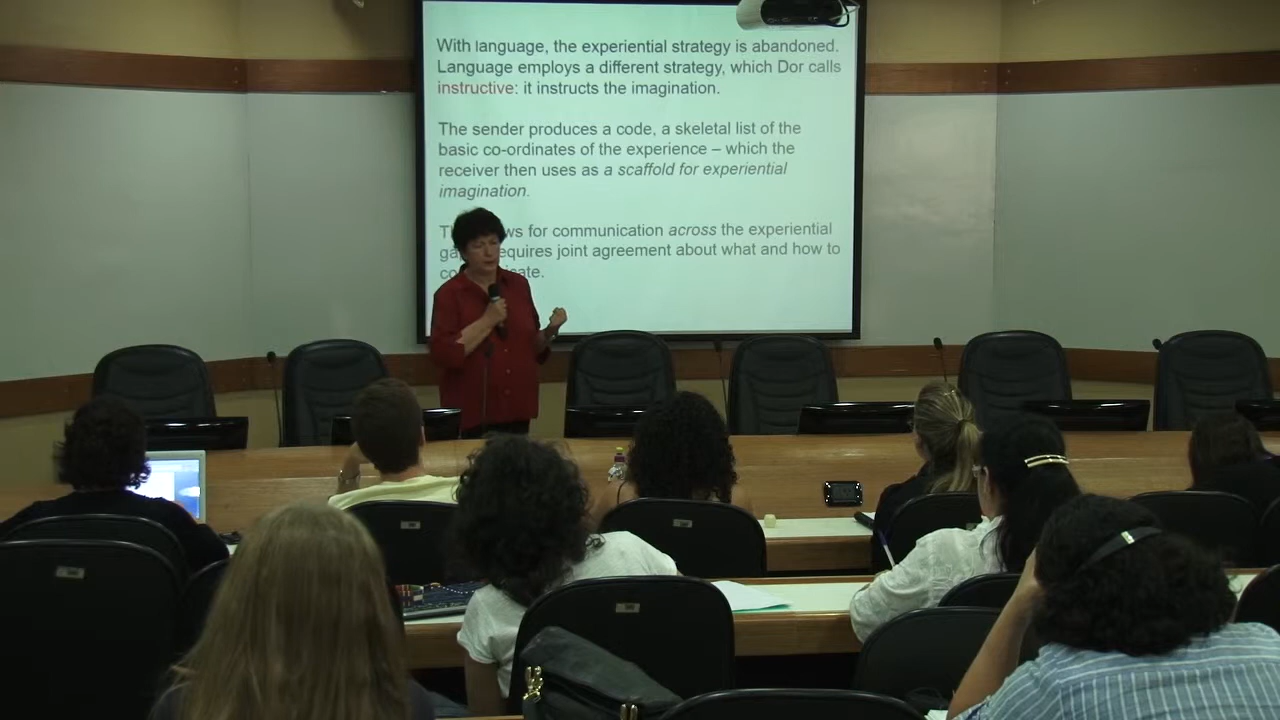 With language, the experiential strategy is abandoned.
Language employs a different strategy, which Dor calls
instructive: it instructs the imagination.
The sender produces a code, a skeletal list of the
basic co-ordinates of the experience – which the
receiver then uses as a scaffold for experiential
imagination.
for communication across the experiential
requires joint agreement about what and how to